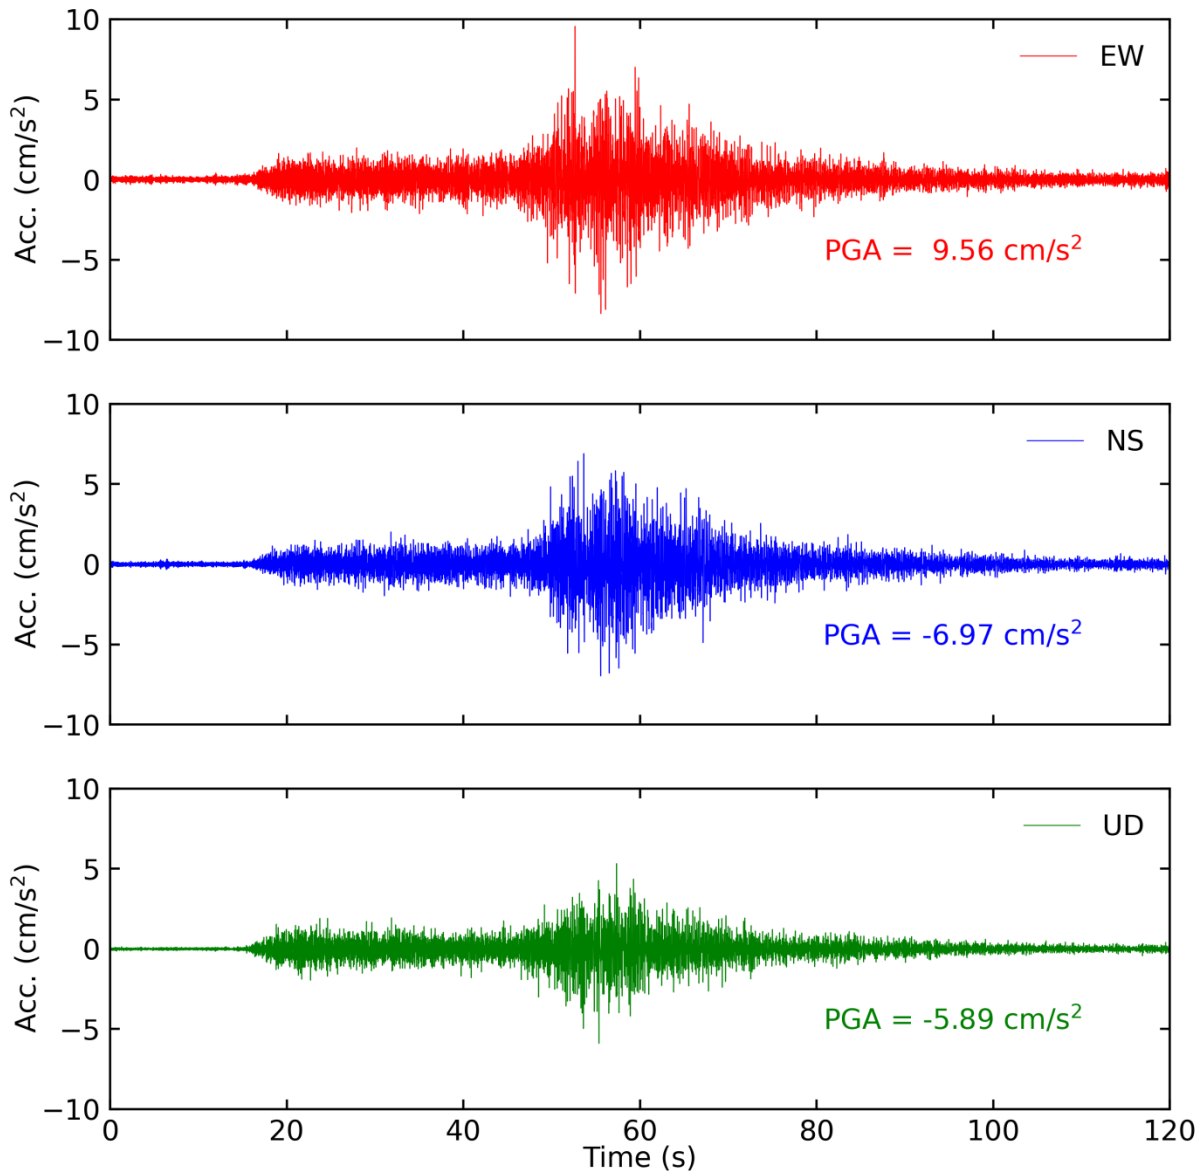 10
5
0
−5
−10
Acc. (cm/s²)
EW
PGA =  9.56 cm/s²
10
5
0
−5
−10
Acc. (cm/s²)
NS
PGA = -6.97 cm/s²
10
5
0
−5
−10
Acc. (cm/s²)
UD
PGA = -5.89 cm/s²
0 20 40 60 80 100 120
Time (s)